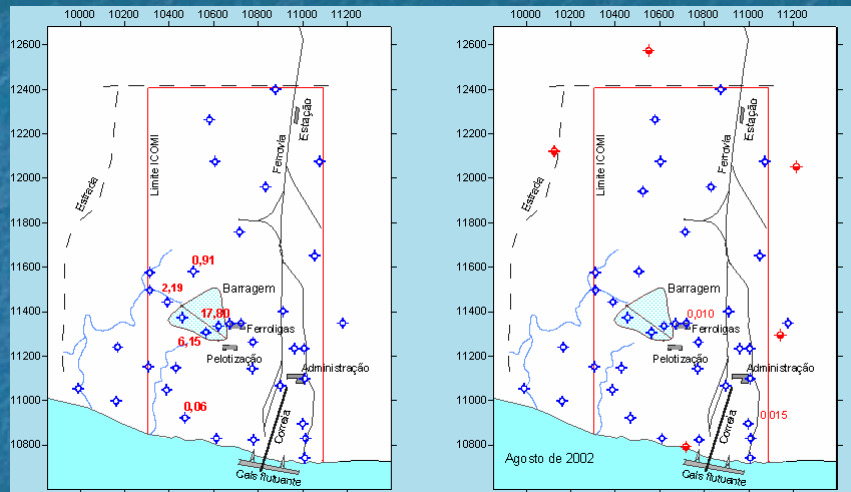 10000 10200 10400 10600 10800 11000 11200
12600
12400
12200
12000
11800
11600
11400
11200
11000
10800
Estrada
Limite ICOMI
Ferrovia
Estação
0,91
2,19
Barragem
17,80
Ferroligas
6,15
Pelotização
Administração
0,06
Correia
Cais flutuante
10000 10200 10400 10600 10800 11000 11200
12600
12400
12200
12000
11800
11600
11400
11200
11000
10800
Estrada
Limite ICOMI
Ferrovia
Estação
Barragem
0,010
Ferroligas
Pelotização
Administração
0,015
Correia
Agosto de 2002
Cais flutuante